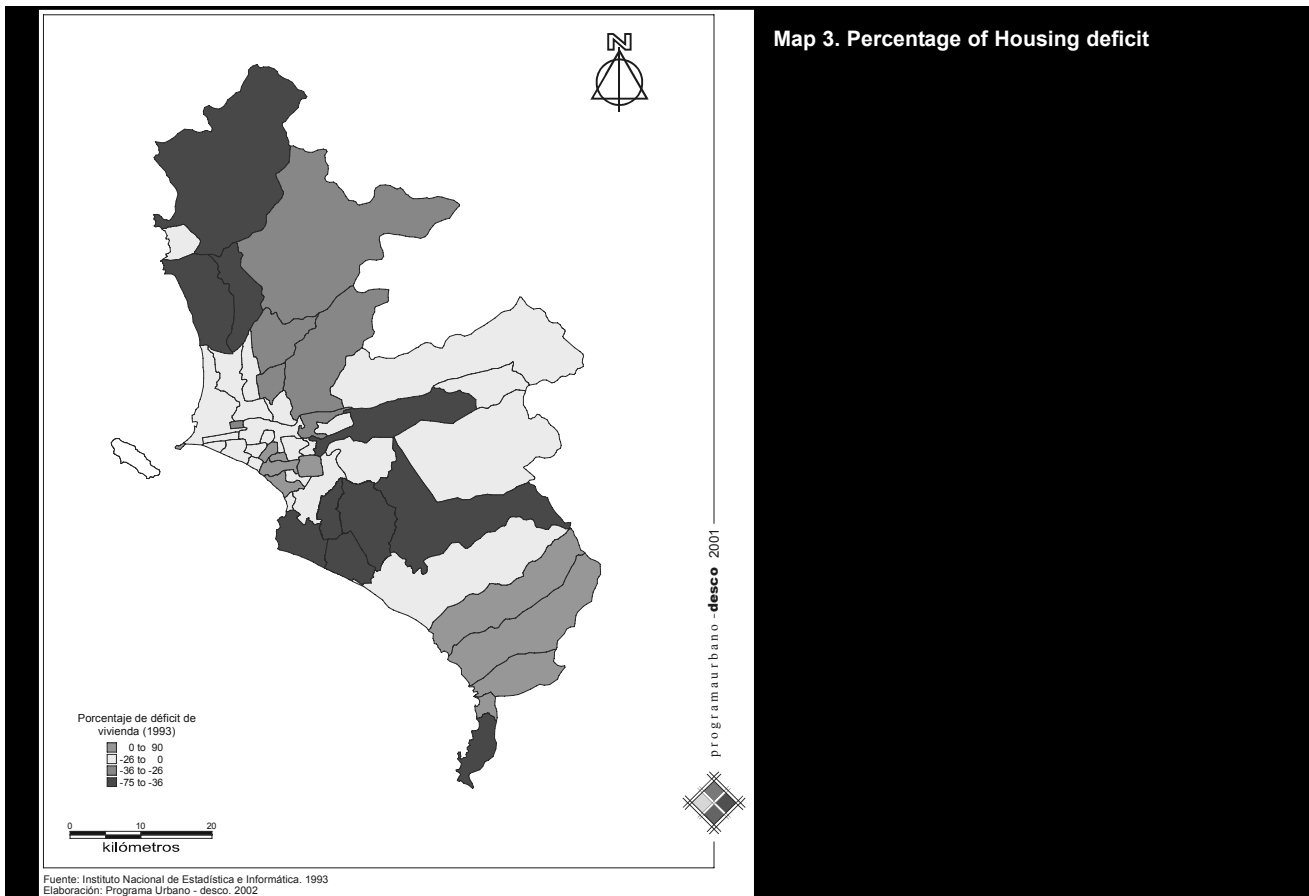 Map 3. Percentage of Housing deficit
N
Porcentaje de déficit de
vivienda (1993)
0 to 90
-26 to 0
-36 to -26
-75 to -36
0 10 20
kilómetros
programaurbano - desco 2001
Fuente: Instituto Nacional de Estadística e Informática. 1993
Elaboración: Programa Urbano - desco. 2002